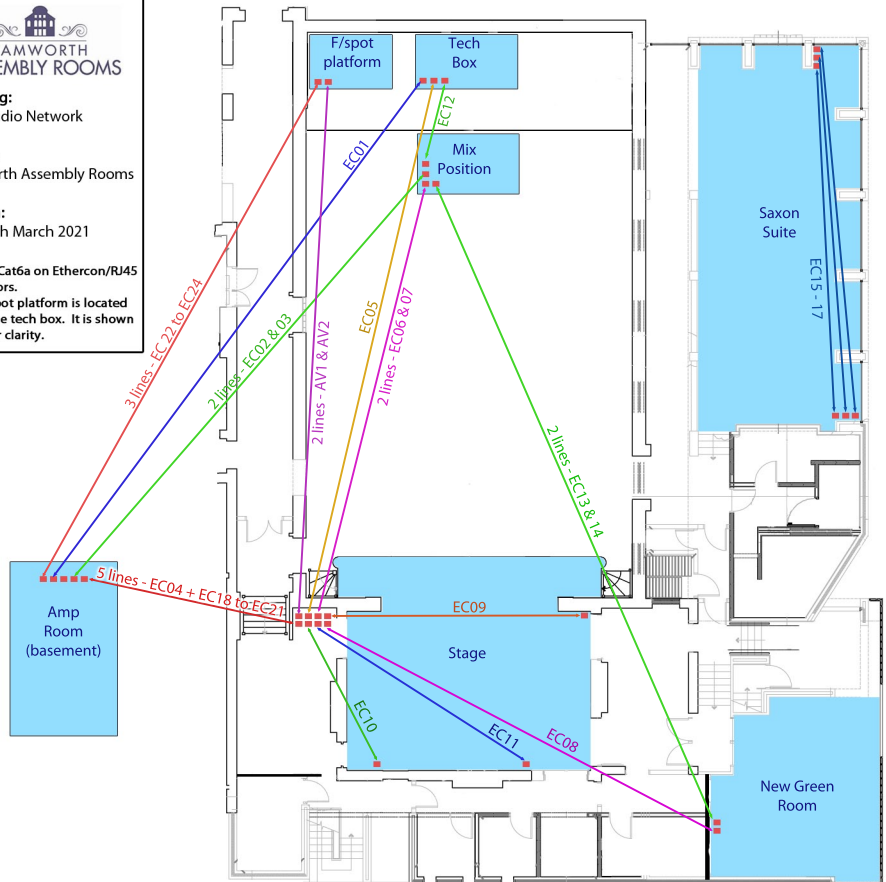 AMWORTH
EMBLY ROOMS
g:
dio Network
rth Assembly Rooms
:
h March 2021
Cat6a on Ethercon/RJ45
ors.
pot platform is located
e tech box. It is shown
r clarity.
F/spot
platform
Tech
Box
EC12
Mix
Position
Saxon
Suite
EC01
EC05
EC15 - 17
3 lines - EC 22 to EC24
2 lines - EC02 & 03
2 lines - AV1 & AV2
2 lines - EC06 & 07
2 lines - EC13 & 14
5 lines - EC04 + EC18 to EC21
Amp
Room
(basement)
EC09
Stage
EC10
EC11
EC08
New Green
Room